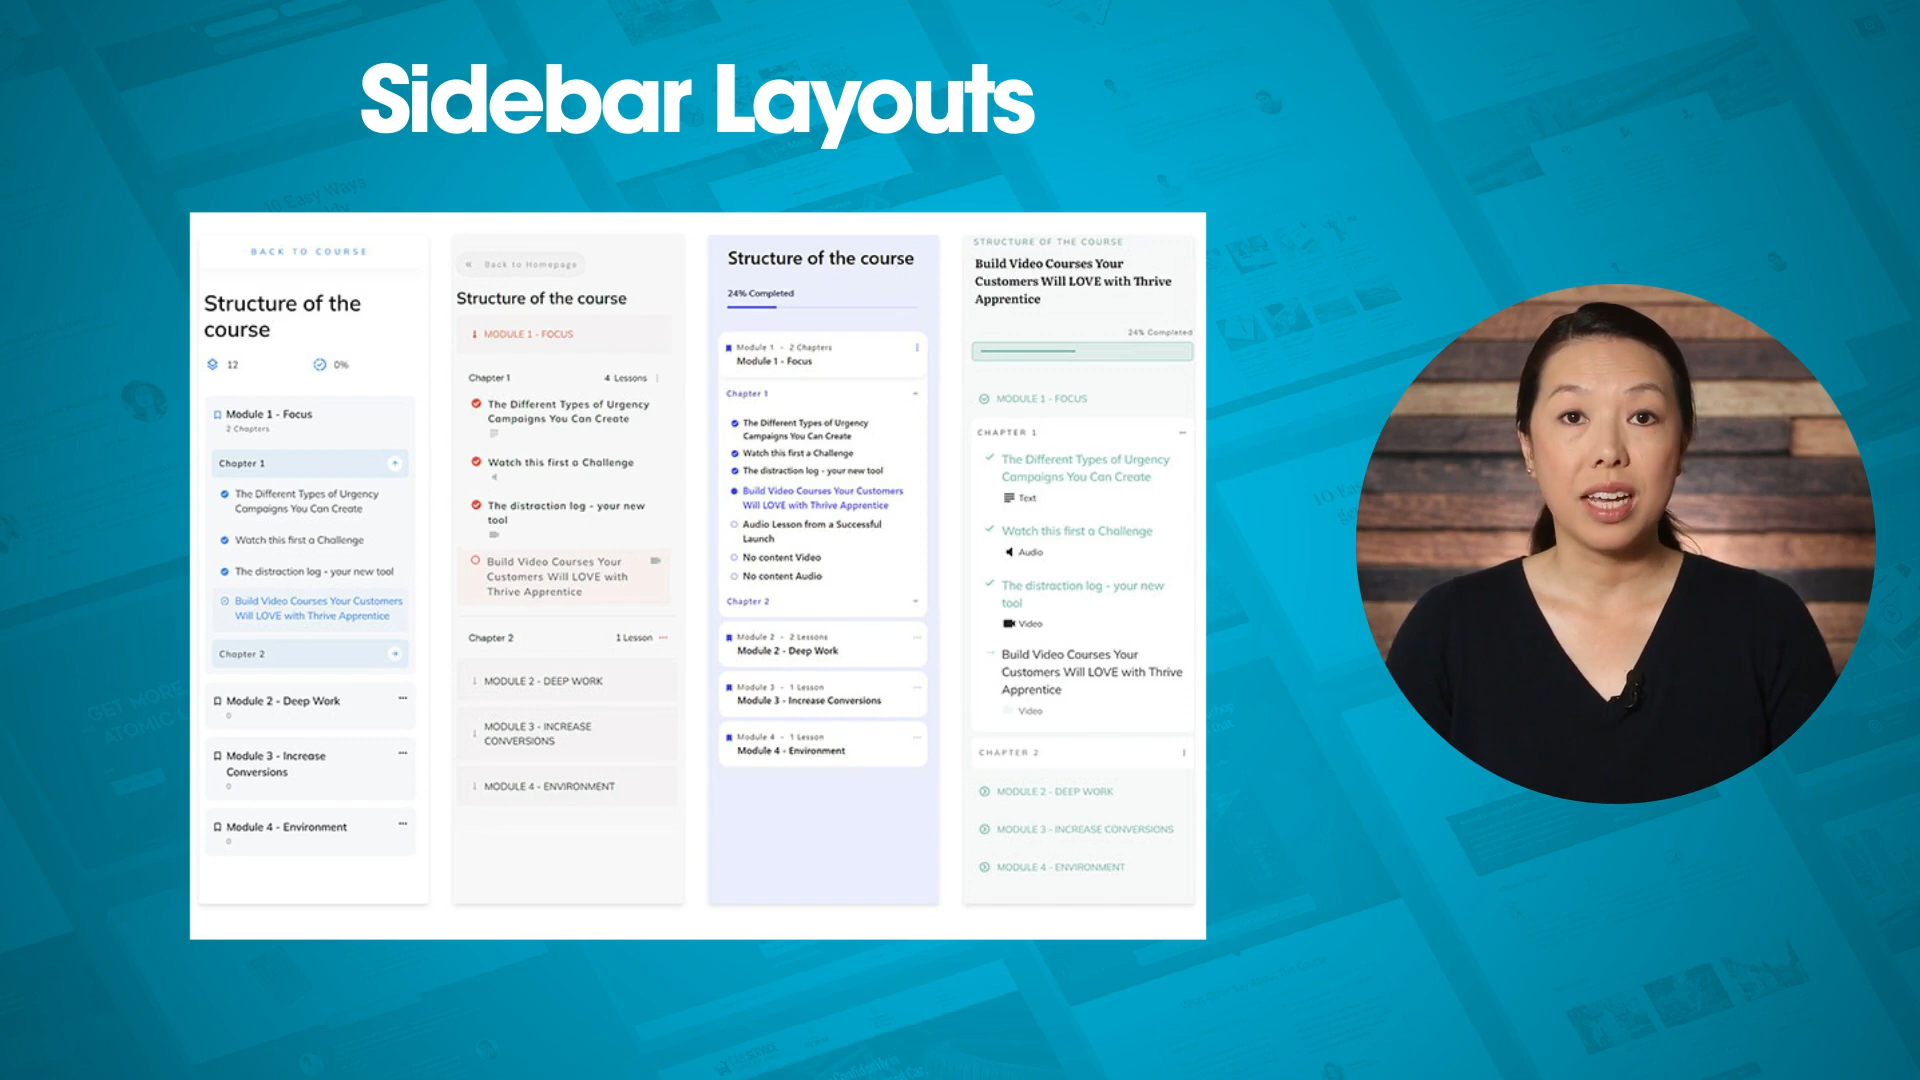 Sidebar Layouts
BACK TO COURSE
Structure of the
course
12
0%
Module 1 - Focus
2 Chapters
Chapter 1
The Different Types of Urgency
Campaigns You Can Create
Watch this first a Challenge
The distraction log - your new tool
Build Video Courses Your Customers
Will LOVE with Thrive Apprentice
Chapter 2
Module 2 - Deep Work
0
Module 3 - Increase
Conversions
0
Module 4 - Environment
0
« Back to Homepage
Structure of the course
MODULE 1 - FOCUS
Chapter 1 4 Lessons
The Different Types of Urgency
Campaigns You Can Create
Watch this first a Challenge
The distraction log - your new
tool
Build Video Courses Your
Customers Will LOVE with
Thrive Apprentice
Chapter 2 1 Lesson
MODULE 2 - DEEP WORK
MODULE 3 - INCREASE
CONVERSIONS
MODULE 4 - ENVIRONMENT
Structure of the course
24% Completed
Module 1 - 2 Chapters
Module 1 - Focus
Chapter 1
The Different Types of Urgency
Campaigns You Can Create
Watch this first a Challenge
The distraction log - your new tool
Build Video Courses Your Customers
Will LOVE with Thrive Apprentice
Audio Lesson from a Successful
Launch
No content Video
No content Audio
Chapter 2
Module 2 - 2 Lessons
Module 2 - Deep Work
Module 3 - 1 Lesson
Module 3 - Increase Conversions
Module 4 - 1 Lesson
Module 4 - Environment
STRUCTURE OF THE COURSE
Build Video Courses Your
Customers Will LOVE with Thrive
Apprentice
24% Completed
MODULE 1 - FOCUS
CHAPTER 1
The Different Types of Urgency
Campaigns You Can Create
Text
Watch this first a Challenge
Audio
The distraction log - your new
tool
Video
Build Video Courses Your
Customers Will LOVE with Thrive
Apprentice
Video
CHAPTER 2
MODULE 2 - DEEP WORK
MODULE 3 - INCREASE CONVERSIONS
MODULE 4 - ENVIRONMENT
10 Easy Ways
GET MORE
ATOMIC